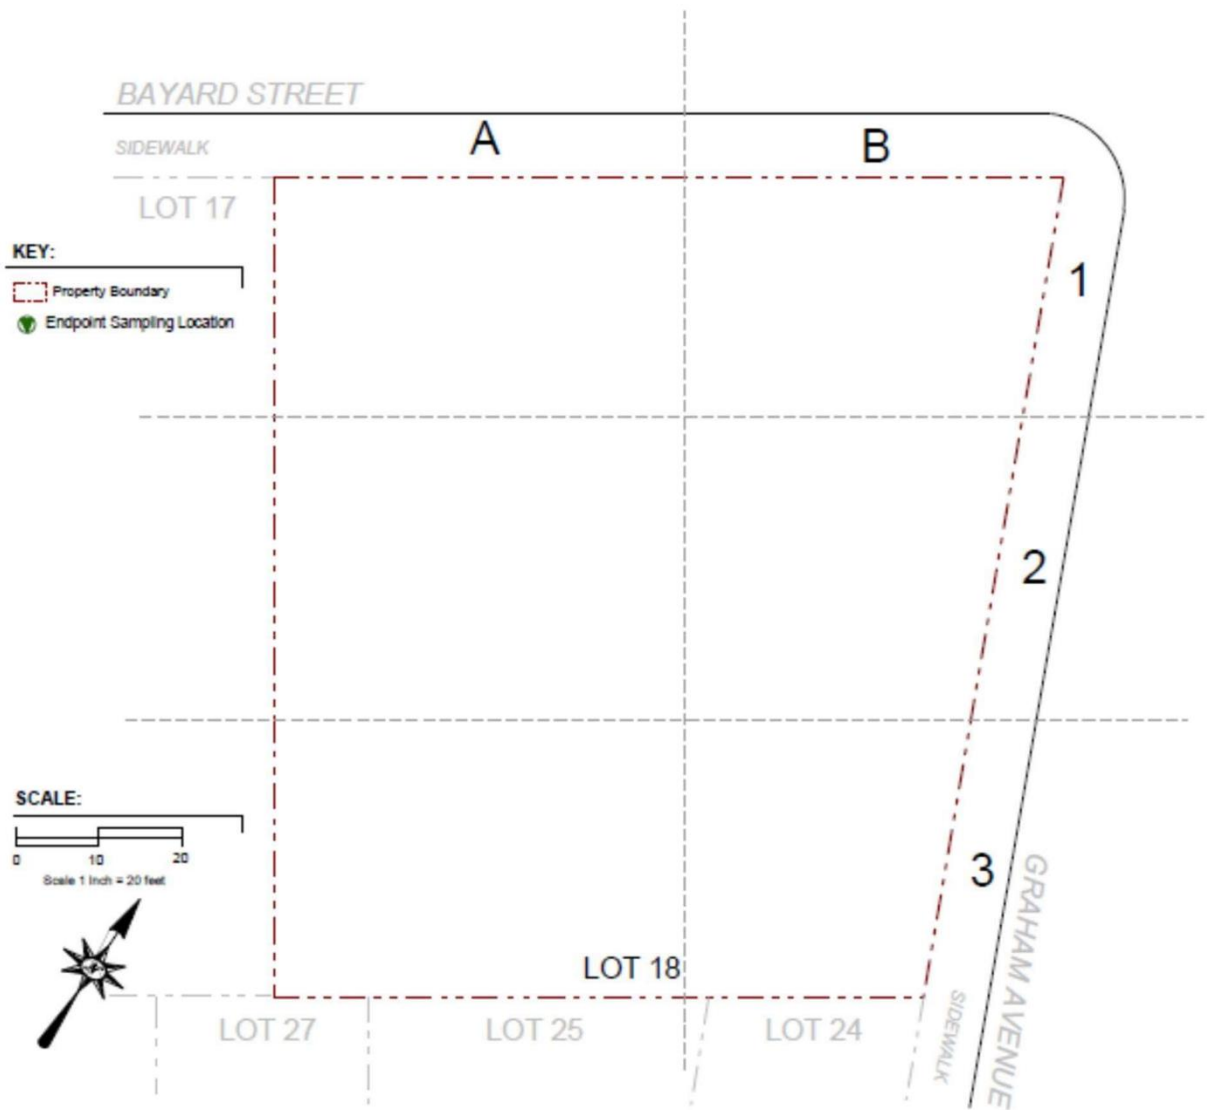 BAYARD STREET
A
B
SIDEWALK
LOT 17
KEY:
1
Property Boundary
Endpoint Sampling Location
2
SCALE:
0 10 20
Scale 1 Inch = 20 feet
3
GRAHAM AVENUE
LOT 18
SIDEWALK
LOT 27
LOT 25
LOT 24